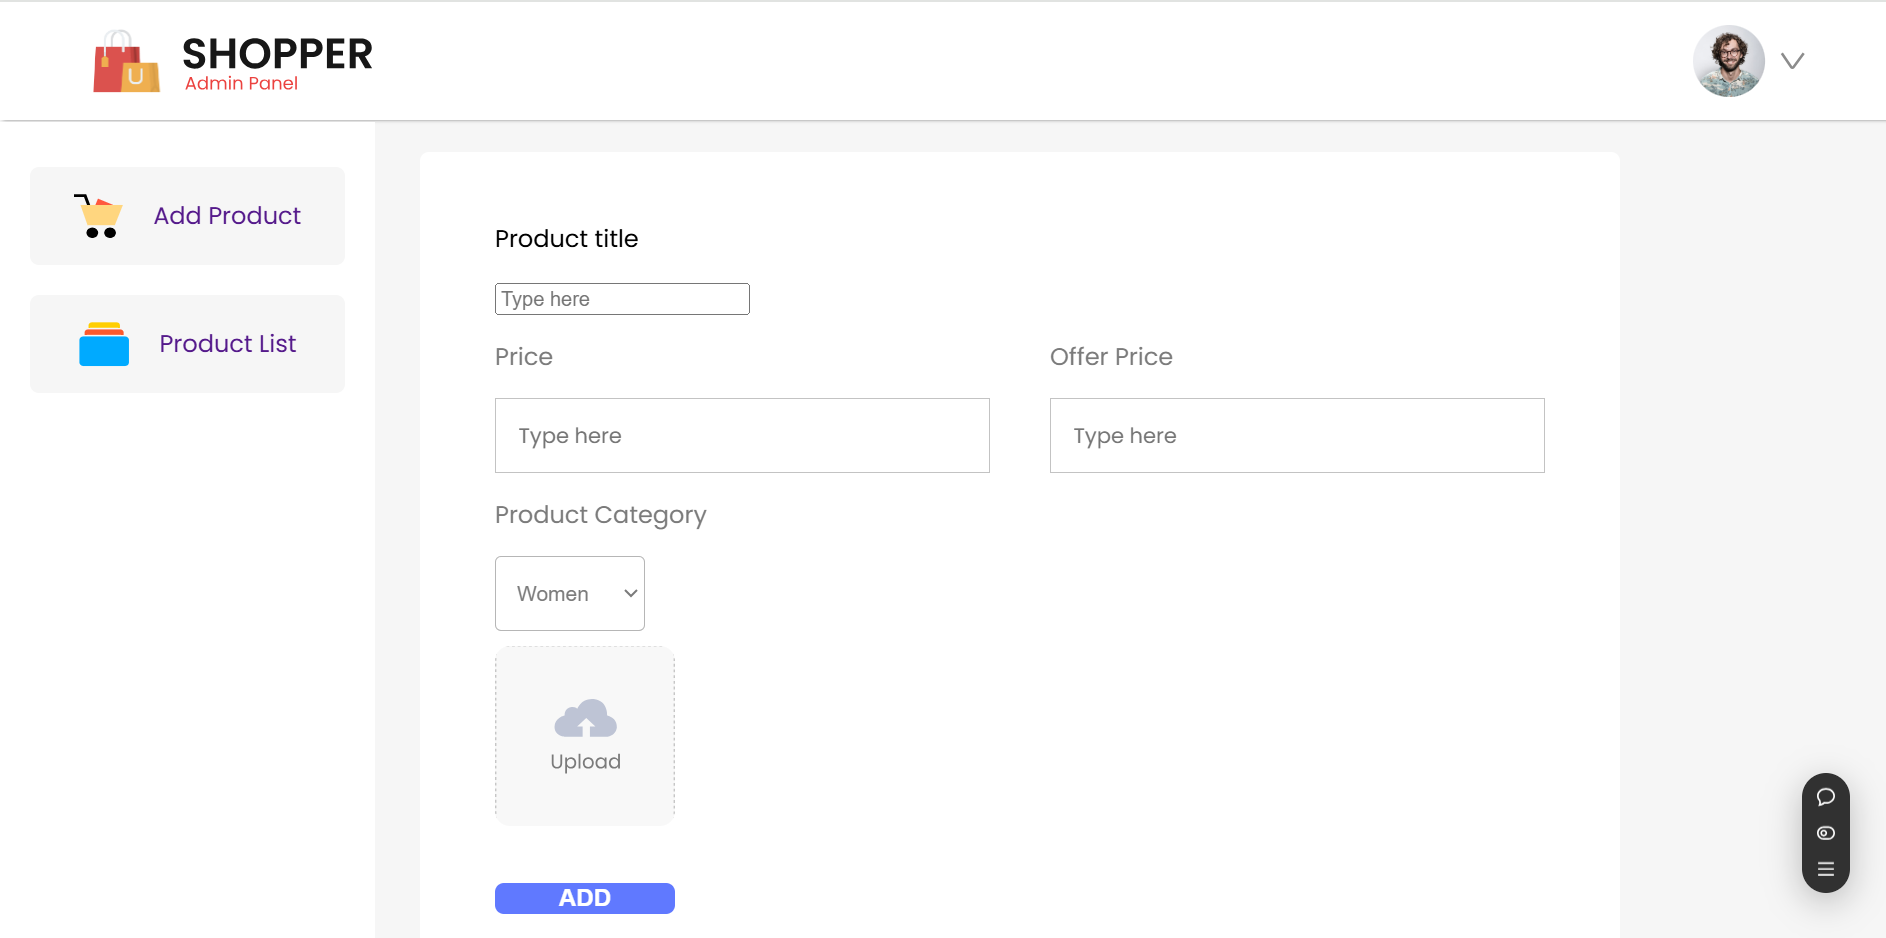 SHOPPER
Admin Panel
U
Add Product
Product List
Product title
Type here
Price
Offer Price
Type here
Type here
Product Category
Women
Upload
ADD